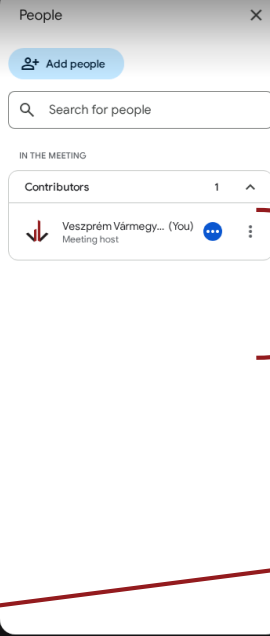 People
Add people
Search for people
IN THE MEETING
Contributors 1
Veszprém Vármegy... (You)
Meeting host